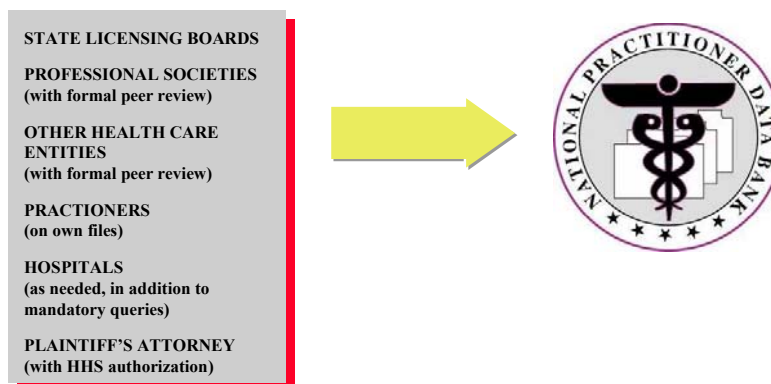 STATE LICENSING BOARDS
PROFESSIONAL SOCIETIES
(with formal peer review)
OTHER HEALTH CARE
ENTITIES
(with formal peer review)
PRACTIONERS
(on own files)
HOSPITALS
(as needed, in addition to
mandatory queries)
PLAINTIFF'S ATTORNEY
(with HHS authorization)
NATIONAL PRACTITIONER DATA BANK